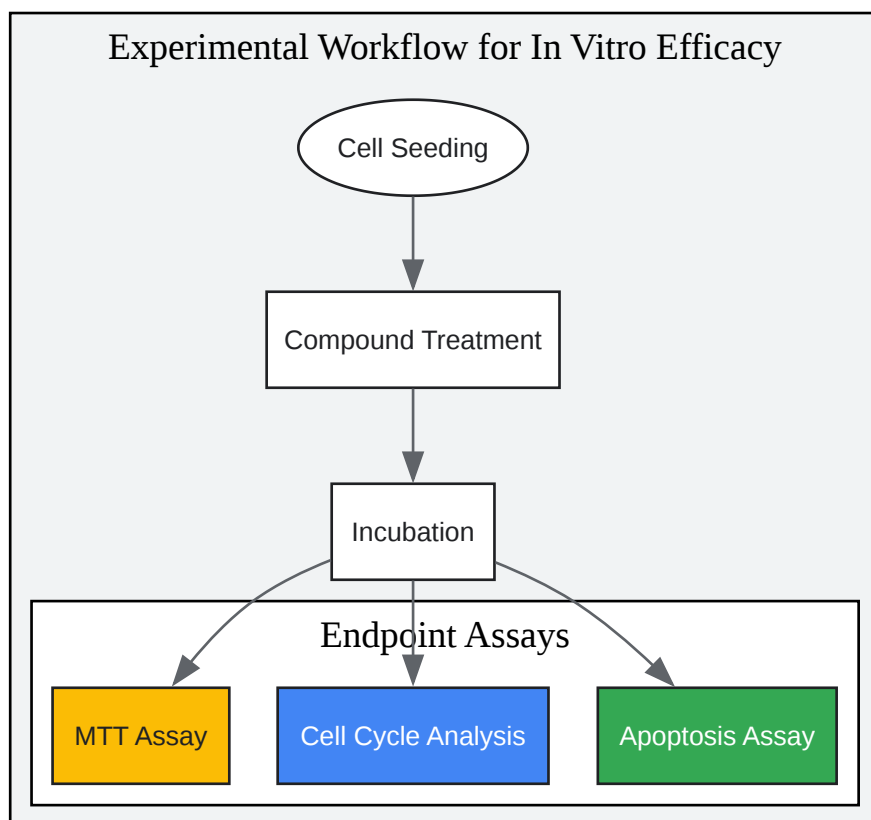 Experimental Workflow for In Vitro Efficacy
Cell Seeding
Compound Treatment
Incubation
Endpoint Assays
MTT Assay
Cell Cycle Analysis
Apoptosis Assay